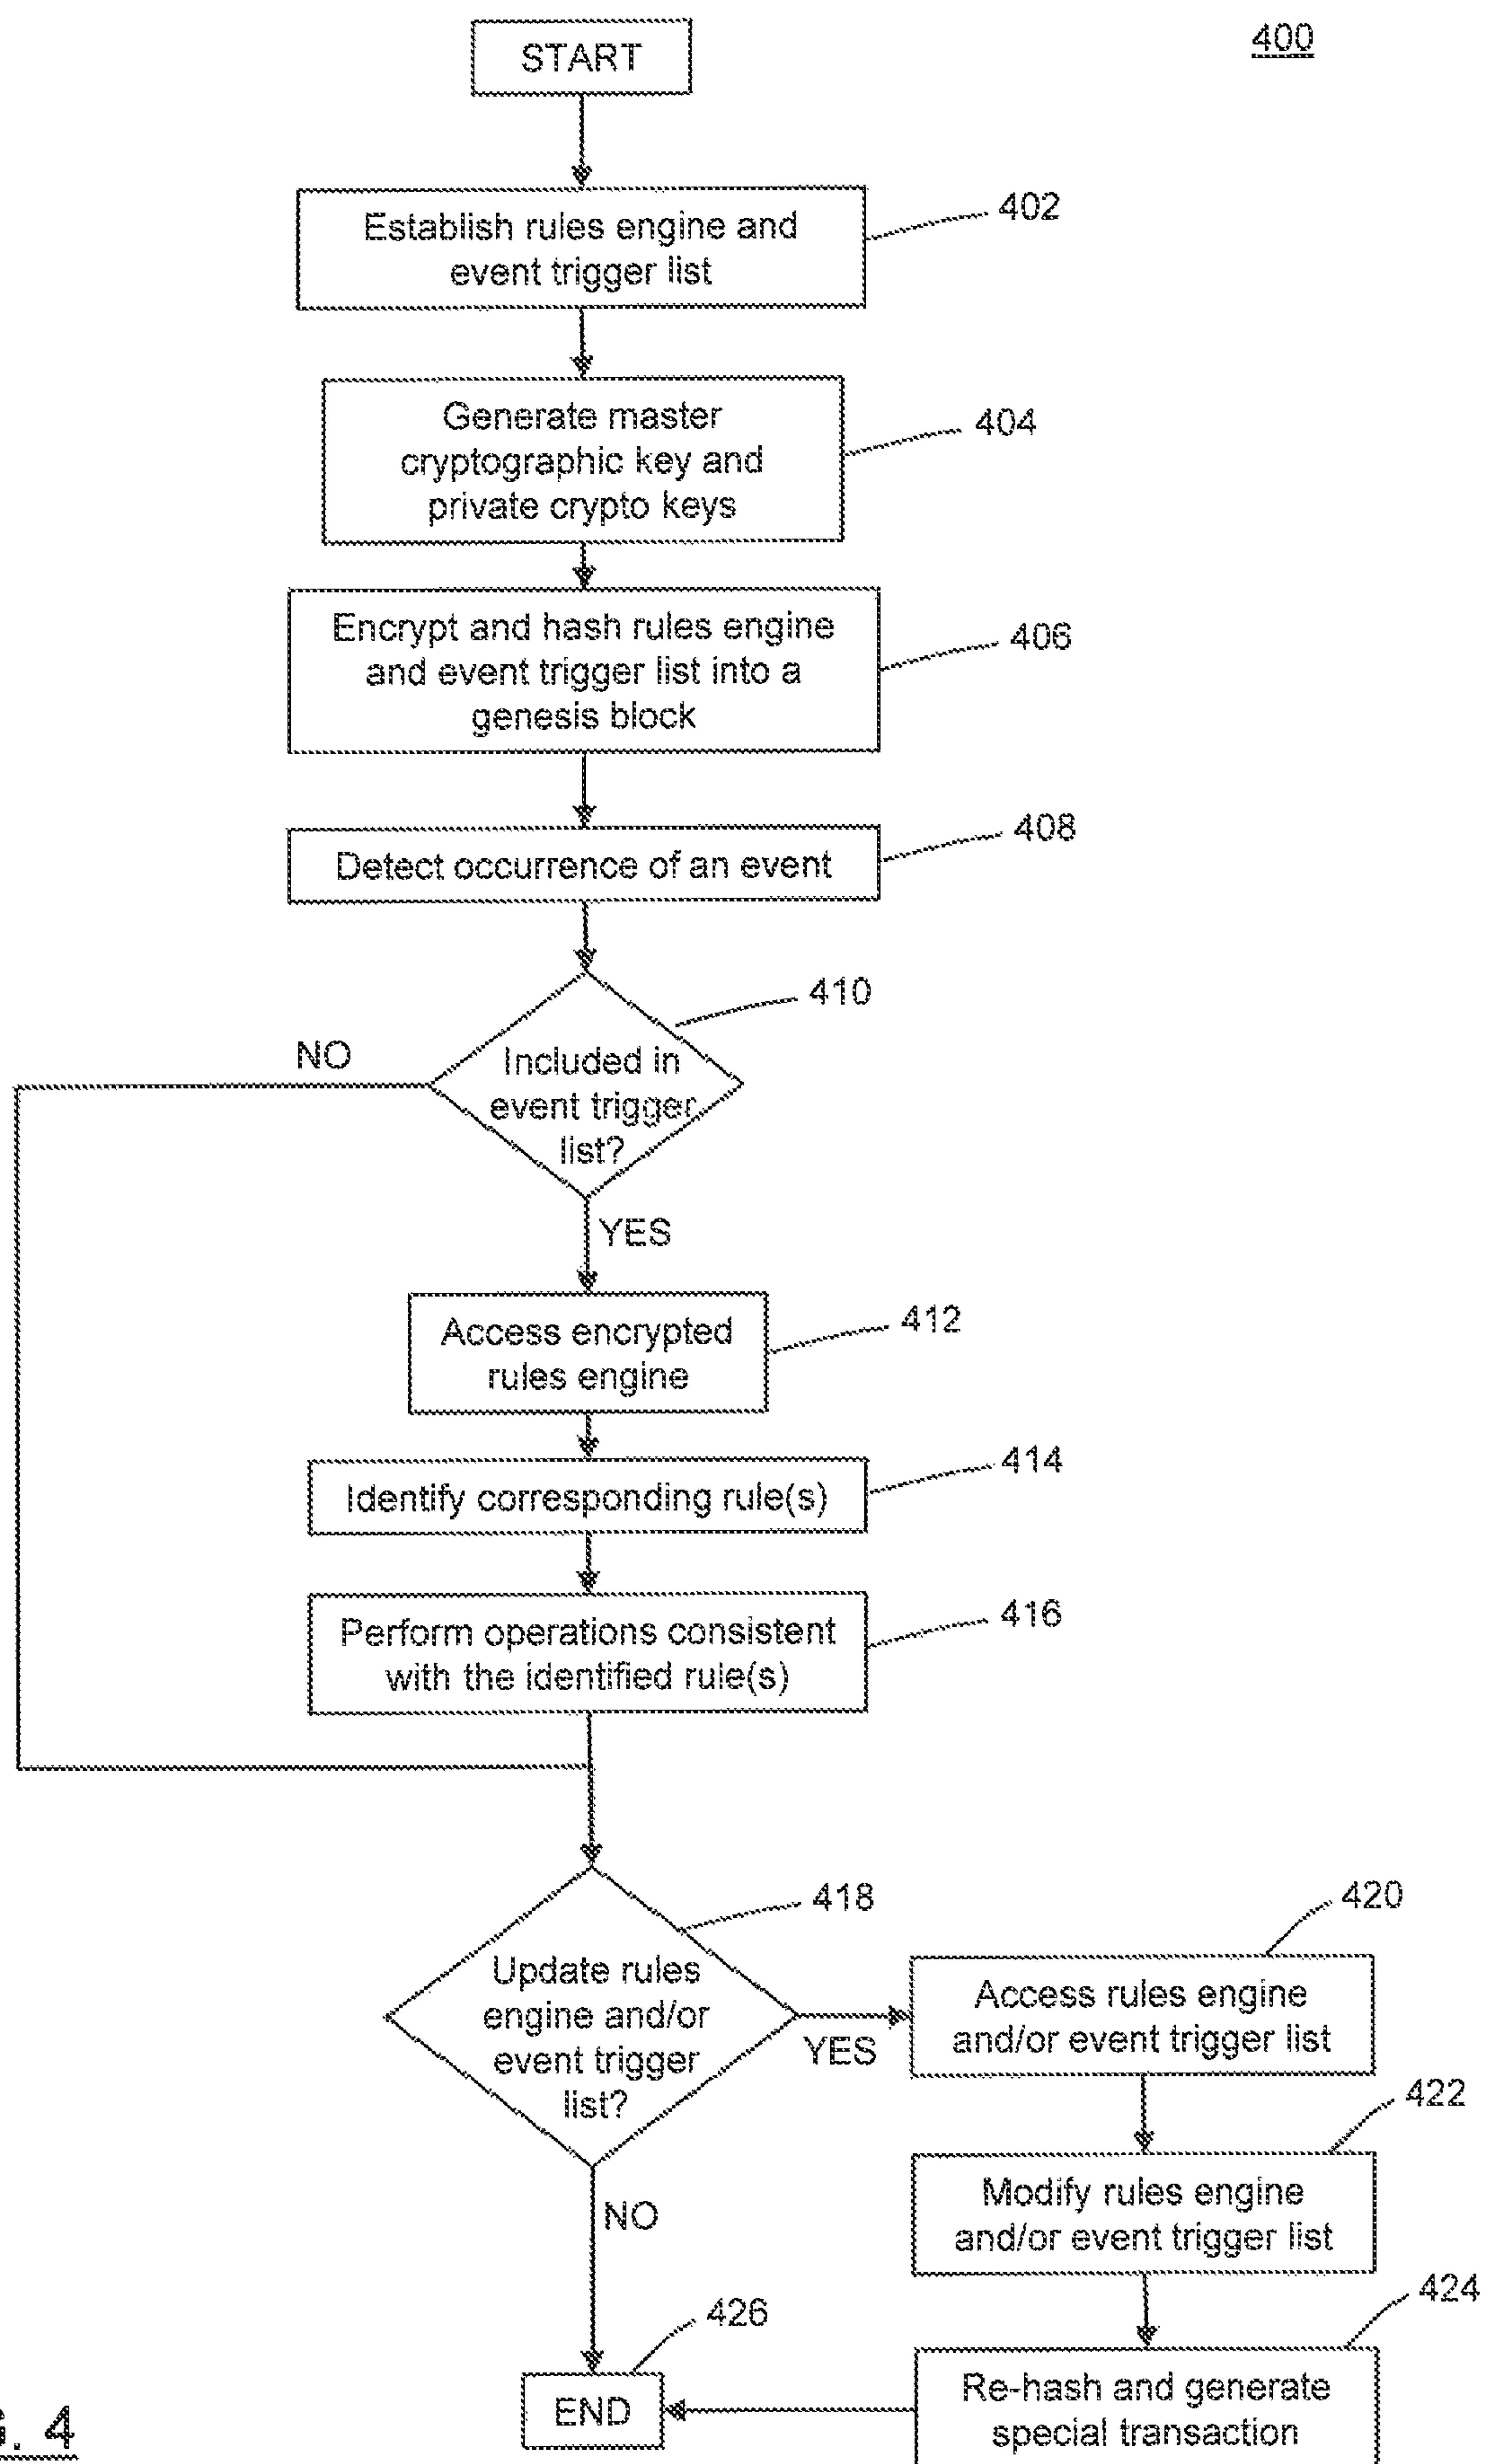 400
START
Establish rules engine and
event trigger list
402
Generate master
cryptographic key and
private crypto keys
404
Encrypt and hash rules engine
and event trigger list into a
genesis block
406
Detect occurrence of an event
408
410
Included in
event trigger
list?
NO
YES
Access encrypted
rules engine
412
Identify corresponding rule(s)
414
Perform operations consistent
with the identified rule(s)
416
418
Update rules
engine and/or
event trigger
list?
YES
NO
420
Access rules engine
and/or event trigger list
422
Modify rules engine
and/or event trigger list
424
Re-hash and generate
special transaction
426
END
4